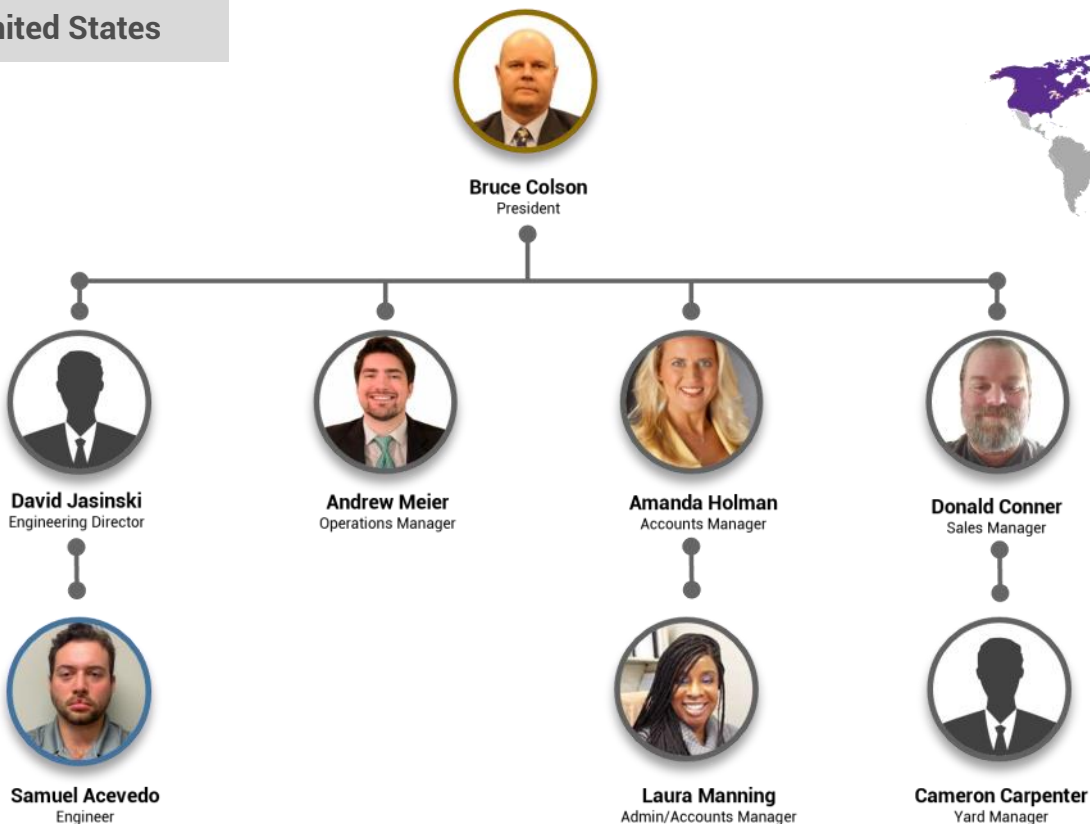 nited States
Bruce Colson
President
David Jasinski
Engineering Director
Andrew Meier
Operations Manager
Amanda Holman
Accounts Manager
Donald Conner
Sales Manager
Samuel Acevedo
Engineer
Laura Manning
Admin/Accounts Manager
Cameron Carpenter
Yard Manager